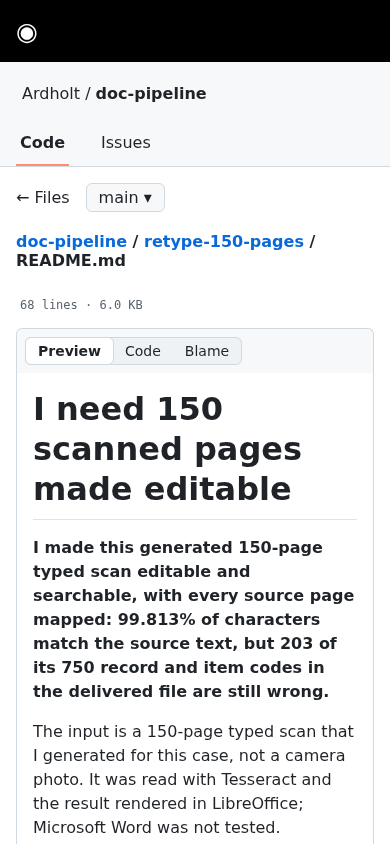 Ardholt / doc-pipeline
Code Issues
← Files main ▾
doc-pipeline / retype-150-pages /
README.md
68 lines · 6.0 KB
Preview Code Blame
I need 150
scanned pages
made editable
I made this generated 150-page
typed scan editable and
searchable, with every source page
mapped: 99.813% of characters
match the source text, but 203 of
its 750 record and item codes in
the delivered file are still wrong.
The input is a 150-page typed scan that
I generated for this case, not a camera
photo. It was read with Tesseract and
the result rendered in LibreOffice;
Microsoft Word was not tested.